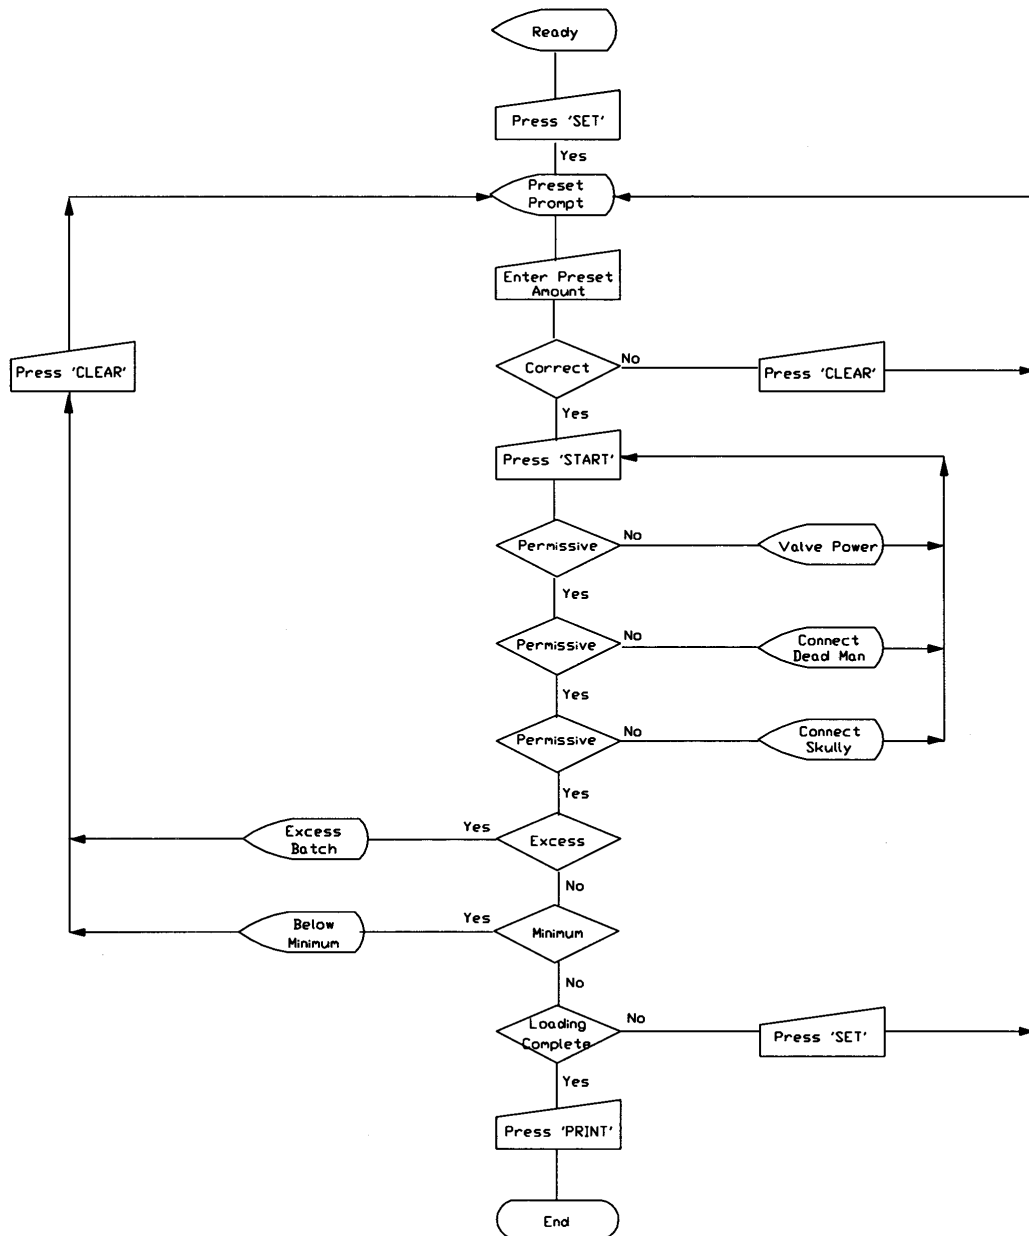 Ready
Press 'SET'
Yes
Preset
Prompt
Enter Preset
Amount
Press 'CLEAR'
Correct
No
Press 'CLEAR'
Yes
Press 'START'
Permissive
No
Valve Power
Yes
Permissive
No
Connect
Dead Man
Yes
Permissive
No
Connect
Skully
Yes
Excess
Batch
Yes
Excess
No
Below
Minimum
Yes
Minimum
No
Loading
Complete
No
Press 'SET'
Yes
Press 'PRINT'
End